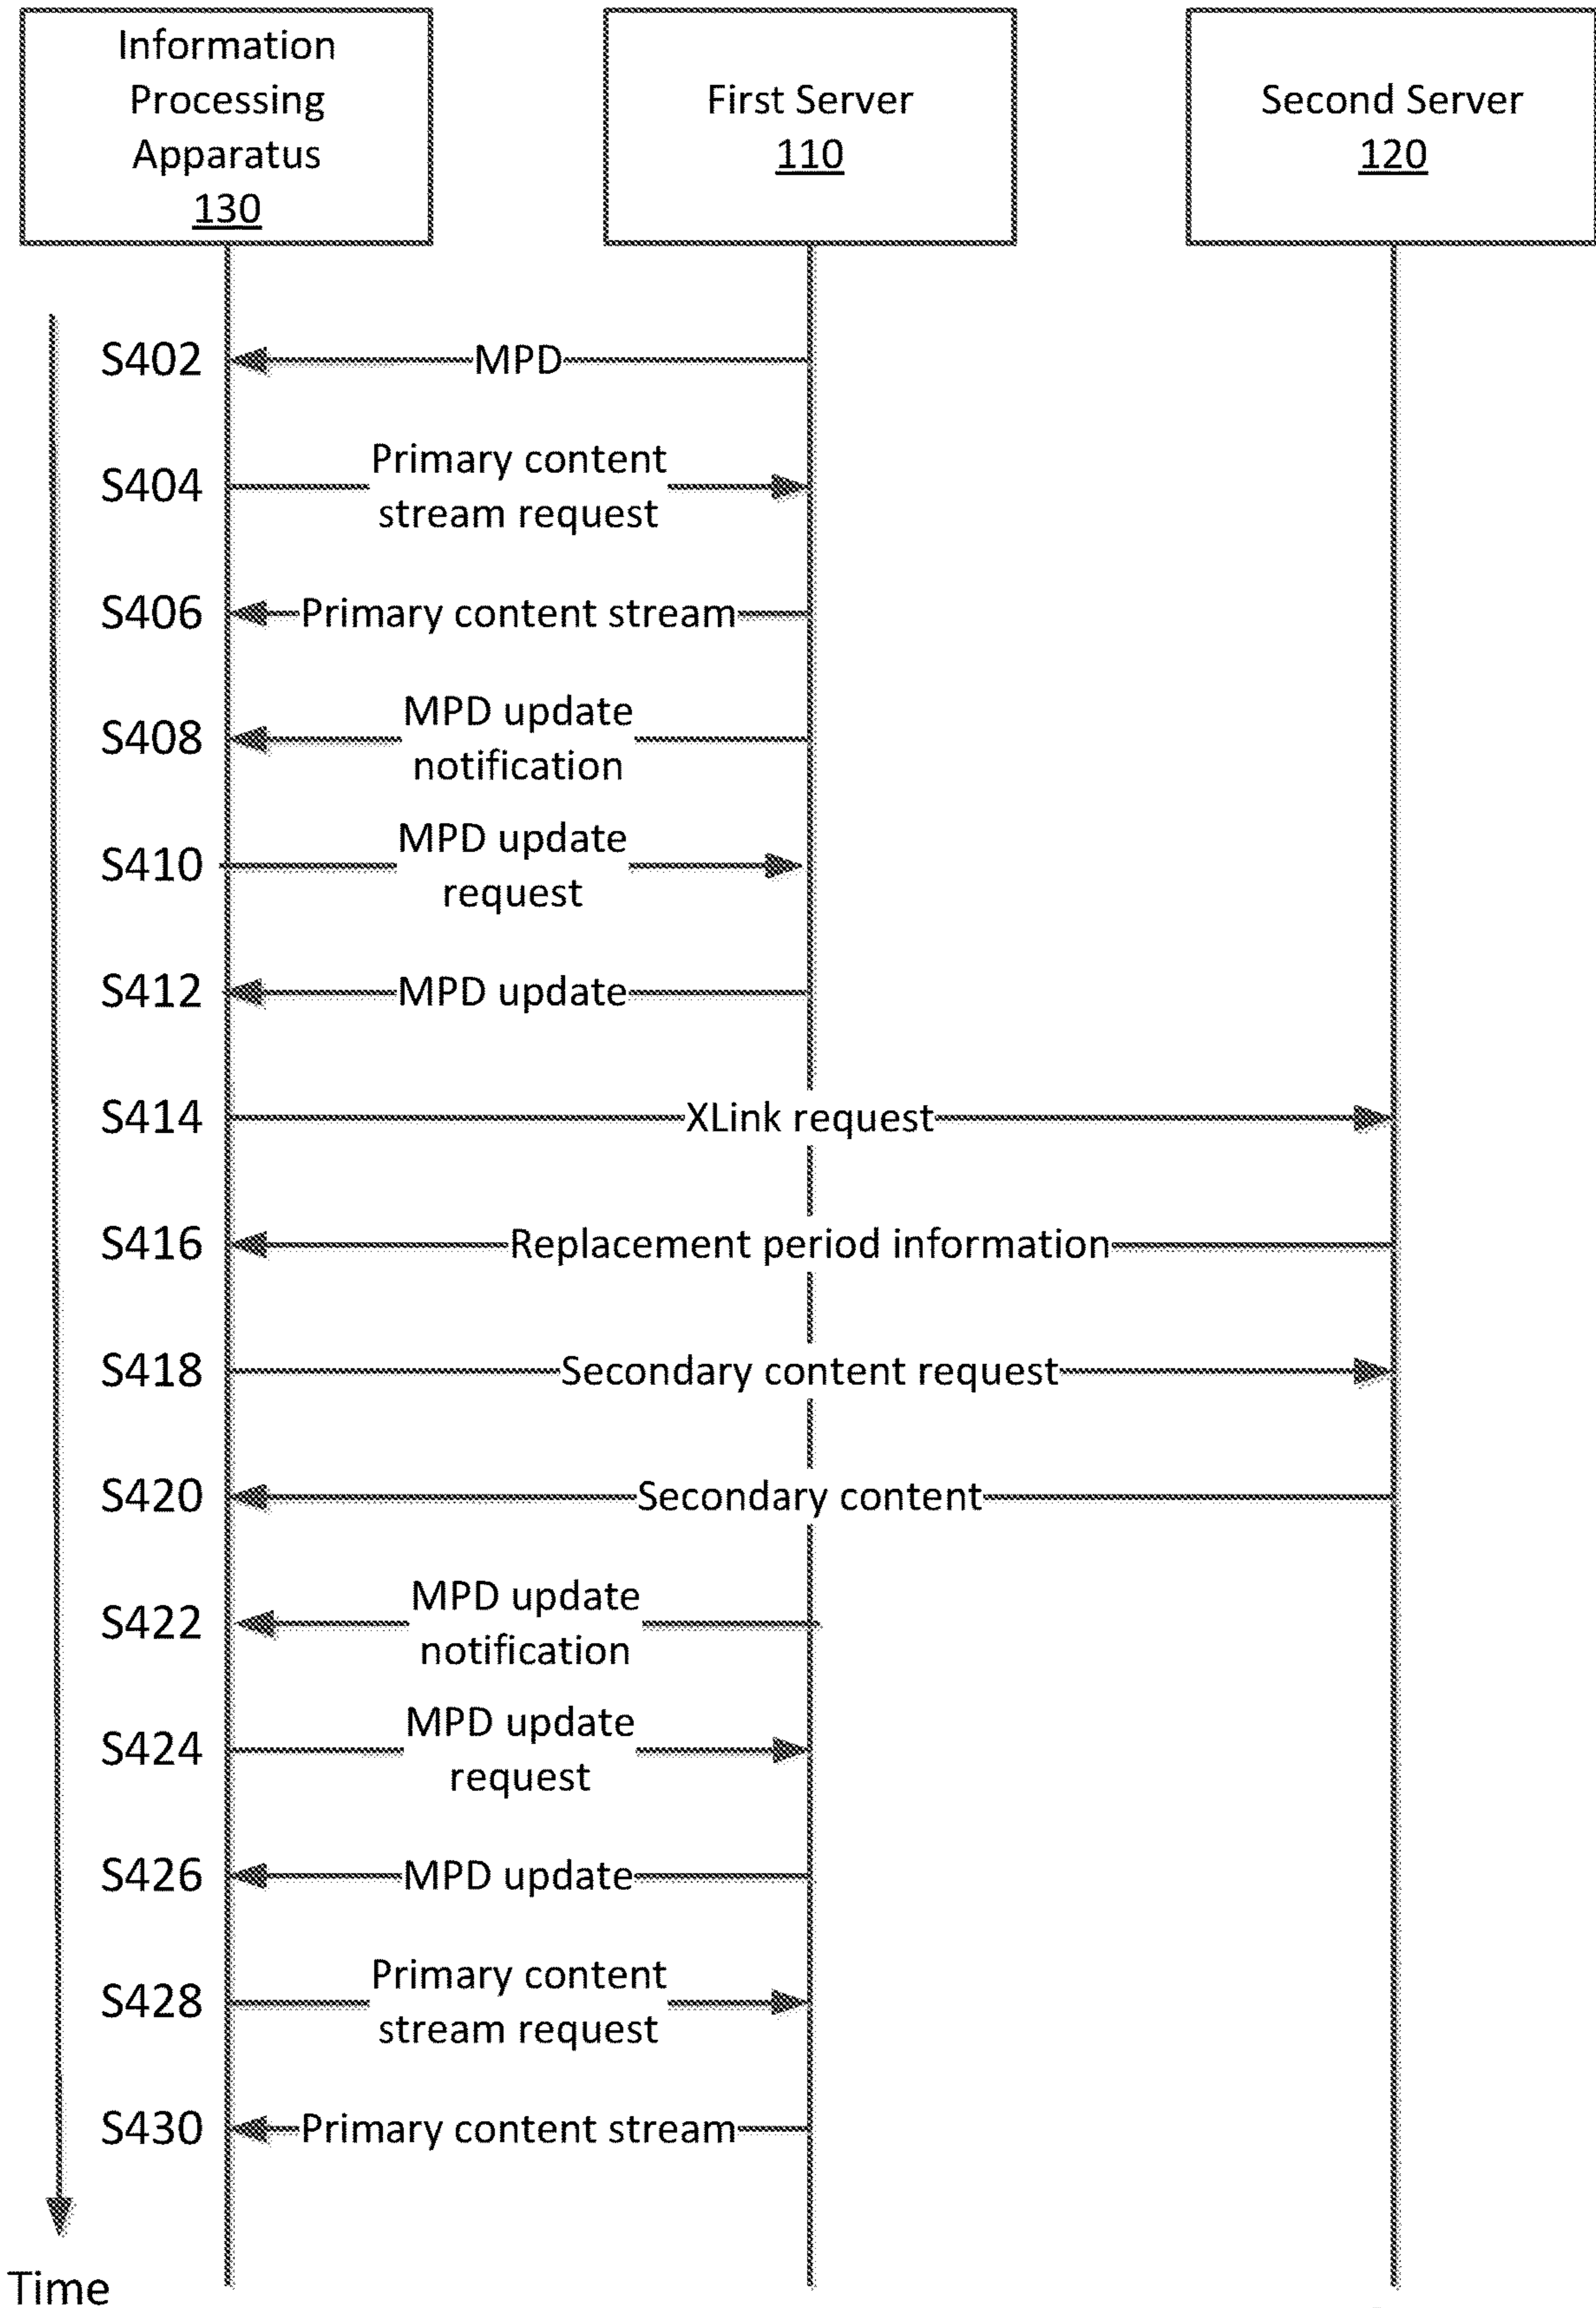 Information
Processing
Apparatus
130
First Server
110
Second Server
120
S402
MPD
S404
Primary content
stream request
S406
Primary content stream
S408
MPD update
notification
S410
MPD update
request
S412
MPD update
S414
XLink request
S416
Replacement period information
S418
Secondary content request
S420
Secondary content
S422
MPD update
notification
S424
MPD update
request
S426
MPD update
S428
Primary content
stream request
S430
Primary content stream
Time